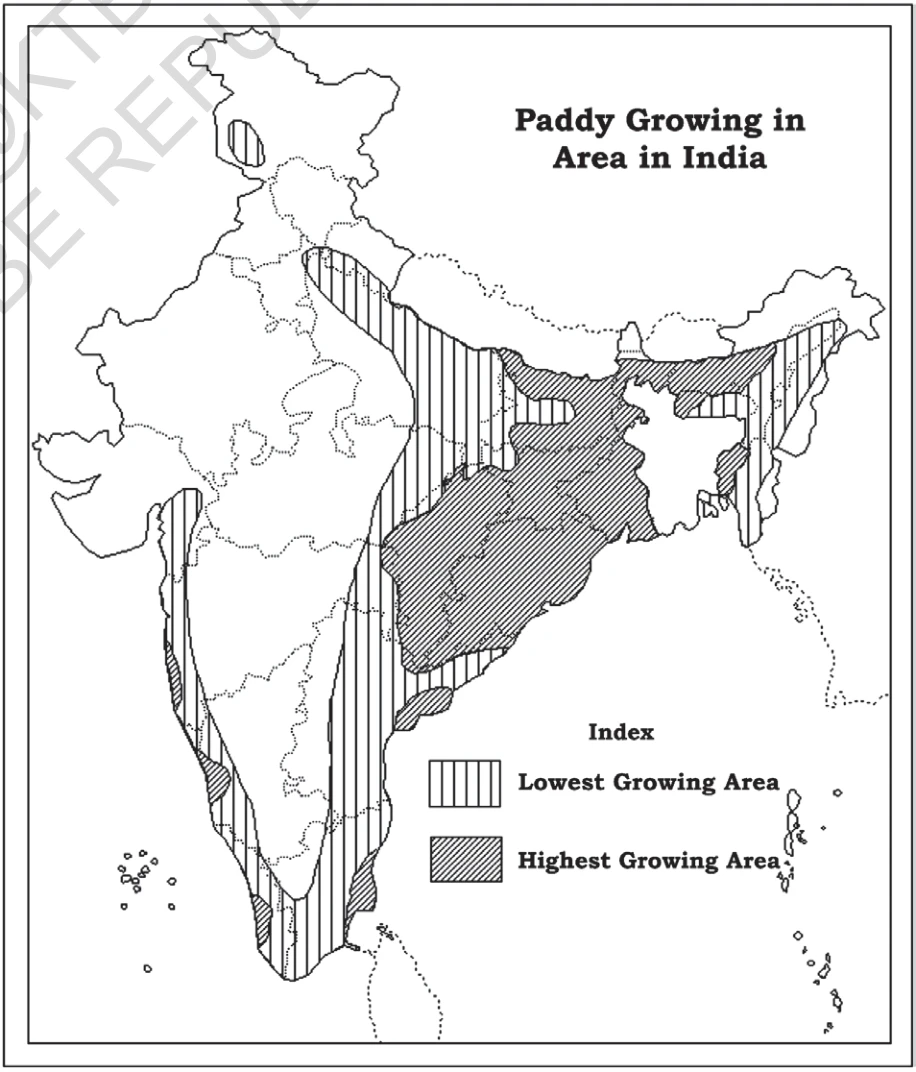 Paddy Growing in
Area in India
Index
Lowest Growing Area
Highest Growing Area